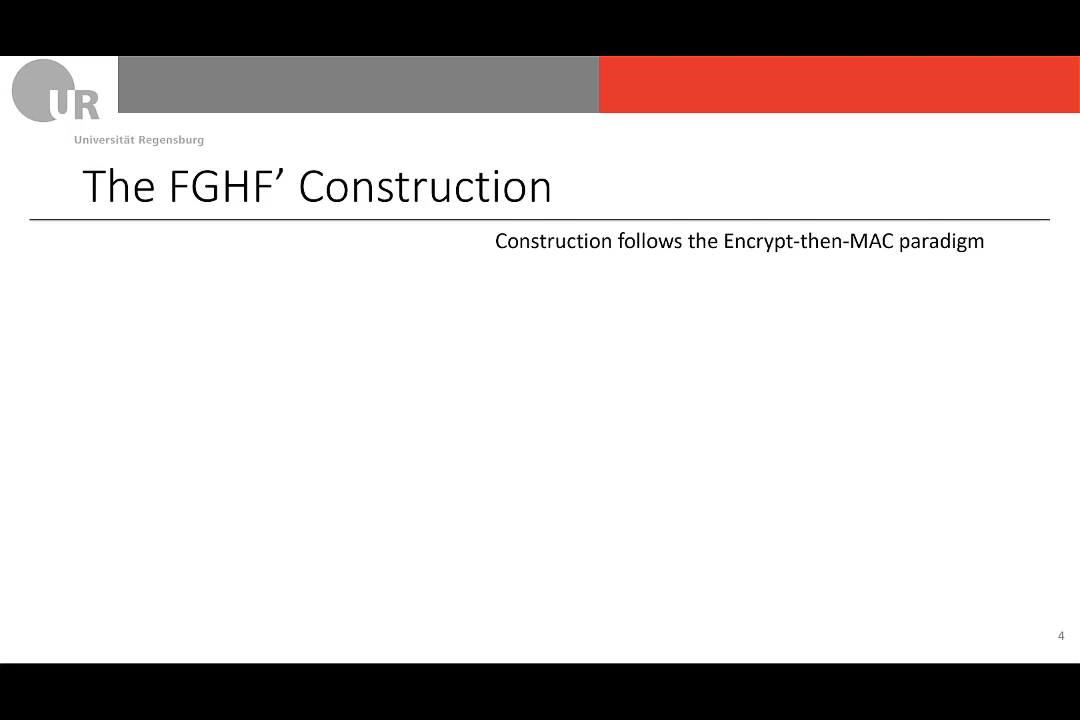 UR
Universität Regensburg
The FGHF’ Construction
Construction follows the Encrypt-then-MAC paradigm
4